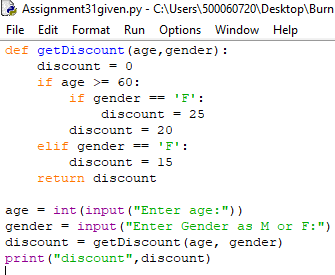 Assignment31given.py - C:\Users\500060720\Desktop\Burn
File Edit Format Run Options Window Help
def getDiscount(age,gender):
    discount = 0
    if age >= 60:
        if gender == 'F':
            discount = 25
        discount = 20
    elif gender == 'F':
        discount = 15
    return discount

age = int(input("Enter age:"))
gender = input("Enter Gender as M or F:")
discount = getDiscount(age, gender)
print("discount",discount)